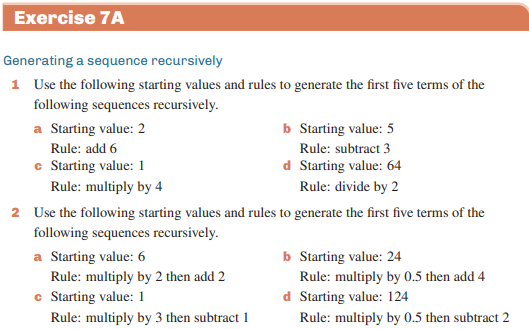 Exercise 7A
Generating a sequence recursively
1 Use the following starting values and rules to generate the first five terms of the
following sequences recursively.
a Starting value: 2
Rule: add 6
b Starting value: 5
Rule: subtract 3
c Starting value: 1
Rule: multiply by 4
d Starting value: 64
Rule: divide by 2
2 Use the following starting values and rules to generate the first five terms of the
following sequences recursively.
a Starting value: 6
Rule: multiply by 2 then add 2
b Starting value: 24
Rule: multiply by 0.5 then add 4
c Starting value: 1
Rule: multiply by 3 then subtract 1
d Starting value: 124
Rule: multiply by 0.5 then subtract 2